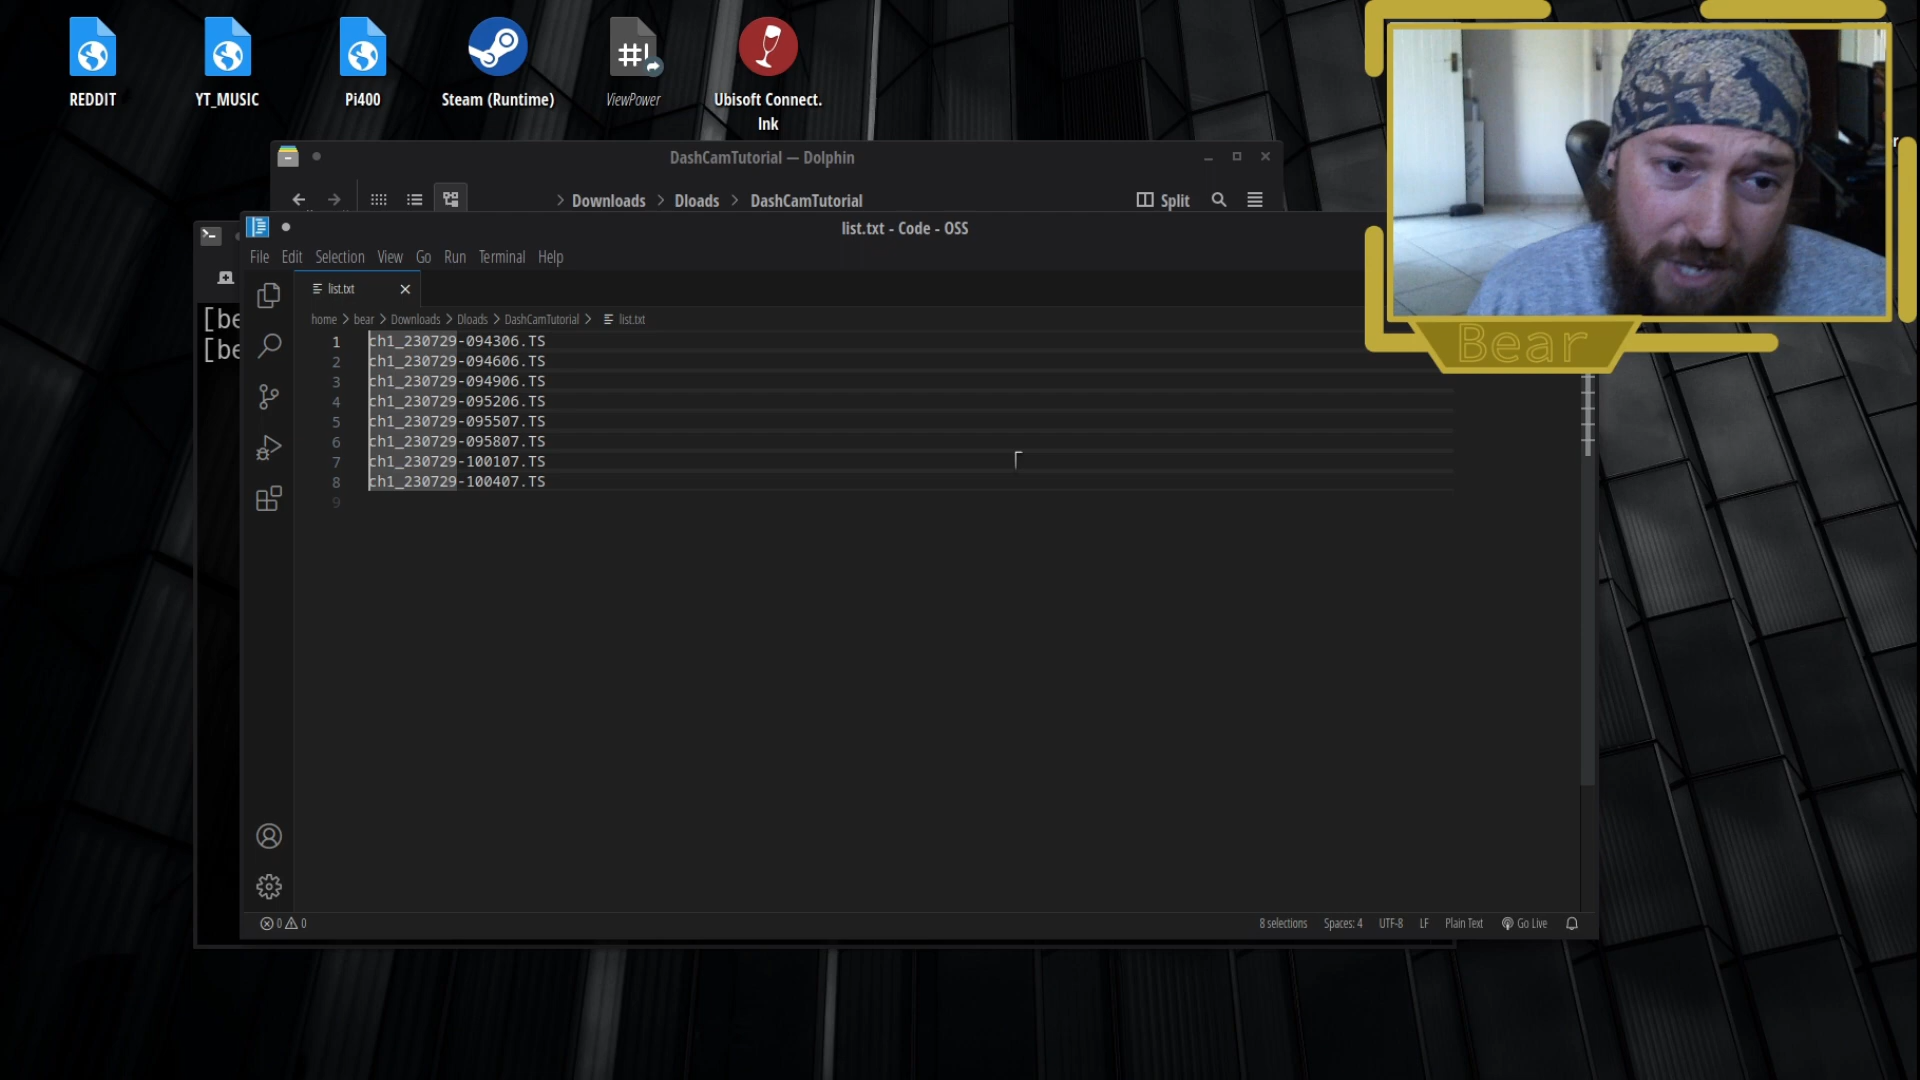 REDDIT
YT_MUSIC
Pi400
Steam (Runtime)
ViewPower
Ubisoft Connect.
lnk
DashCamTutorial — Dolphin
Downloads > Dloads > DashCamTutorial
Split
list.txt - Code - OSS
File Edit Selection View Go Run Terminal Help
list.txt
home > bear > Downloads > Dloads > DashCamTutorial > list.txt
[be
[be
1 ch1_230729-094306.TS
2 ch1_230729-094606.TS
3 ch1_230729-094906.TS
4 ch1_230729-095206.TS
5 ch1_230729-095507.TS
6 ch1_230729-095807.TS
7 ch1_230729-100107.TS
8 ch1_230729-100407.TS
9
Bear
0 0
8 selections Spaces: 4 UTF-8 LF Plain Text Go Live